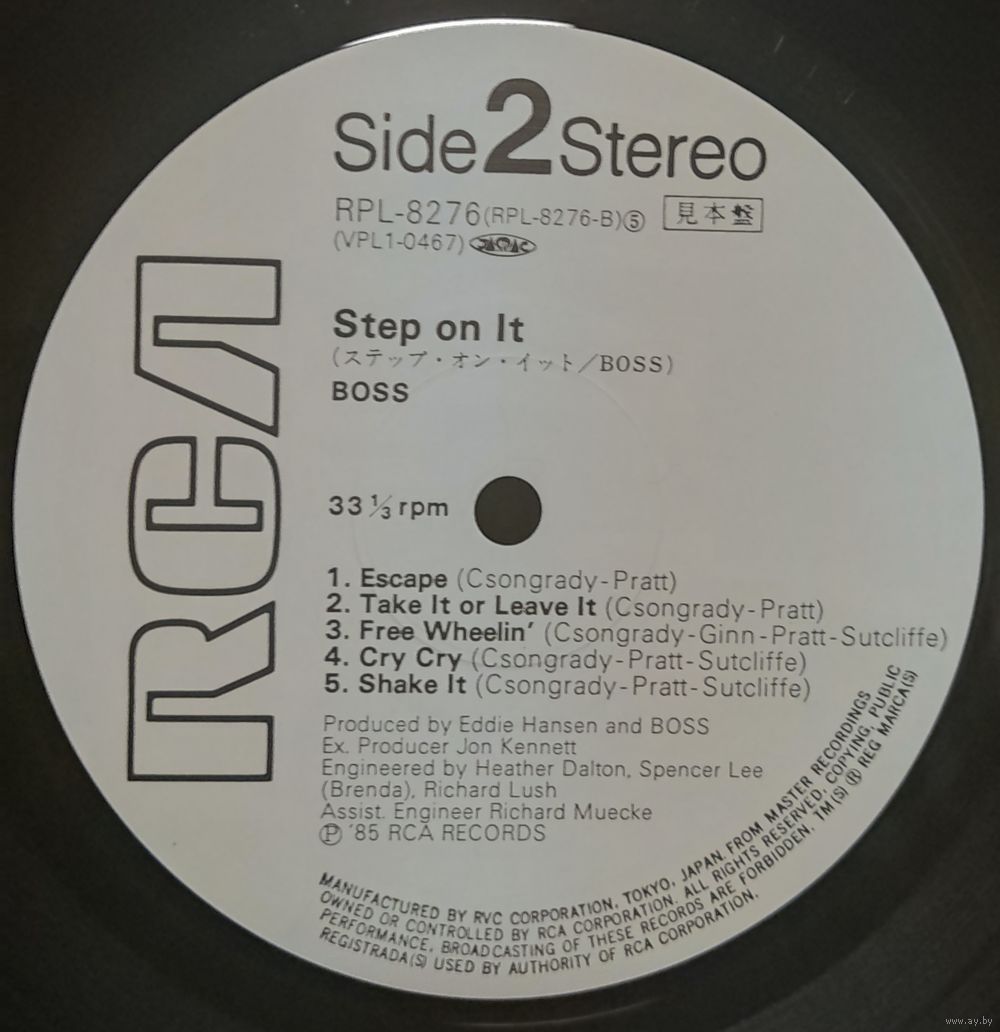 Side 2 Stereo
RPL-8276(RPL-8276-B)⑤ 見本盤
(VPL1-0467) JASRAC
RCA
Step on It
(ステップ・オン・イット/BOSS)
BOSS
33 ⅓ rpm
1. Escape (Csongrady-Pratt)
2. Take It or Leave It (Csongrady-Pratt)
3. Free Wheelin' (Csongrady-Ginn-Pratt-Sutcliffe)
4. Cry Cry (Csongrady-Pratt-Sutcliffe)
5. Shake It (Csongrady-Pratt-Sutcliffe)
Produced by Eddie Hansen and BOSS
Ex. Producer Jon Kennett
Engineered by Heather Dalton, Spencer Lee
(Brenda), Richard Lush
Assist. Engineer Richard Muecke
Ⓟ '85 RCA RECORDS
MANUFACTURED BY RVC CORPORATION, TOKYO, JAPAN. FROM MASTER RECORDINGS
OWNED OR CONTROLLED BY RCA CORPORATION. ALL RIGHTS RESERVED, COPYING, PUBLIC
PERFORMANCE, BROADCASTING OF THESE RECORDS ARE FORBIDDEN. TM(S) ® REG MARCA(S)
REGISTRADA(S) USED BY AUTHORITY OF RCA CORPORATION.
www.ay.by